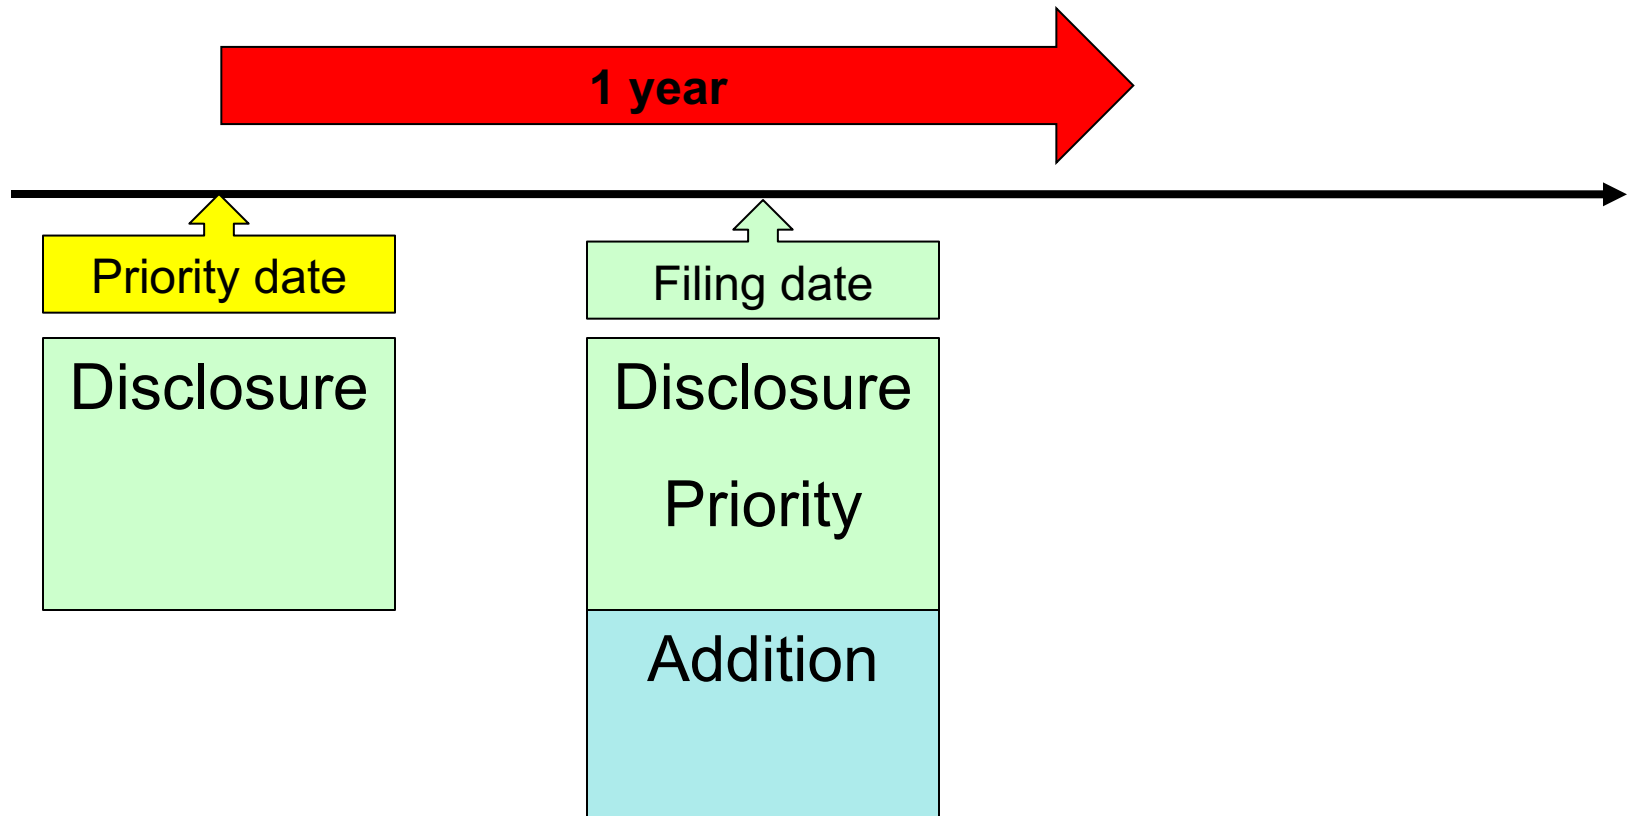 1 year
Priority date
Filing date
Disclosure
Disclosure
Priority
Addition